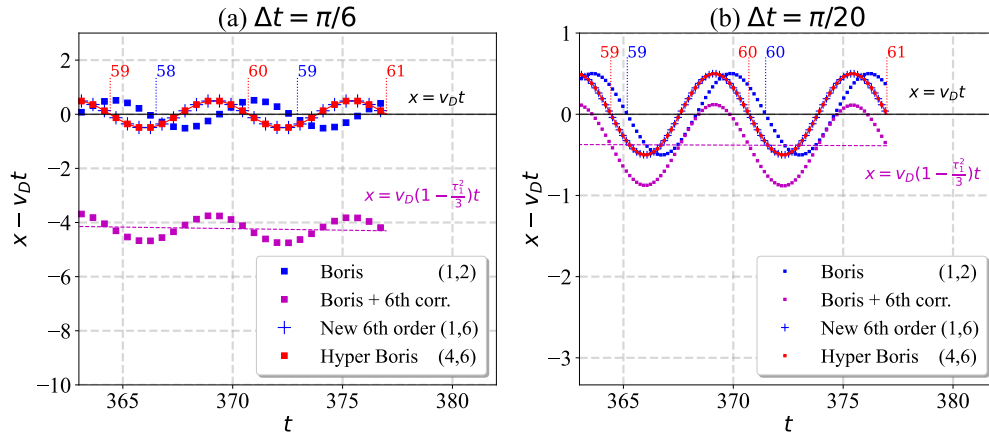 (a) Δt = π/6
2
0
−2
−4
−6
−8
−10
x − v_D t
59
58
60
59
61
x = v_D t
x = v_D(1 − τ₁²/3)t
Boris (1,2)
Boris + 6th corr.
New 6th order (1,6)
Hyper Boris (4,6)
365
370
375
380
t
(b) Δt = π/20
1
0
−1
−2
−3
x − v_D t
59
59
60
60
61
x = v_D t
x = v_D(1 − τ₁²/3)t
Boris (1,2)
Boris + 6th corr.
New 6th order (1,6)
Hyper Boris (4,6)
365
370
375
380
t